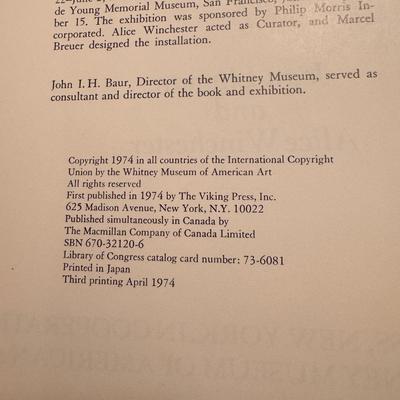 de Young Memorial Museum, San Francisco,
ber 15. The exhibition was sponsored by Philip Morris In-
corporated. Alice Winchester acted as Curator, and Marcel
Breuer designed the installation.
John I. H. Baur, Director of the Whitney Museum, served as
consultant and director of the book and exhibition.
Copyright 1974 in all countries of the International Copyright
Union by the Whitney Museum of American Art
All rights reserved
First published in 1974 by The Viking Press, Inc.
625 Madison Avenue, New York, N.Y. 10022
Published simultaneously in Canada by
The Macmillan Company of Canada Limited
SBN 670-32120-6
Library of Congress catalog card number: 73-6081
Printed in Japan
Third printing April 1974